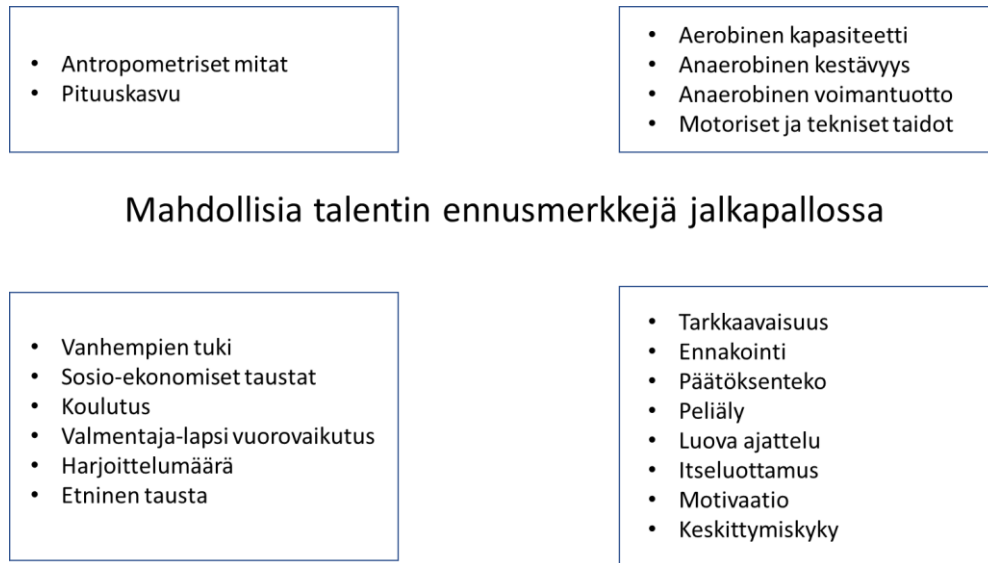 • Antropometriset mitat
• Pituuskasvu
• Aerobinen kapasiteetti
• Anaerobinen kestävyys
• Anaerobinen voimantuotto
• Motoriset ja tekniset taidot
Mahdollisia talentin ennusmerkkejä jalkapallossa
• Vanhempien tuki
• Sosio-ekonomiset taustat
• Koulutus
• Valmentaja-lapsi vuorovaikutus
• Harjoittelumäärä
• Etninen tausta
• Tarkkaavaisuus
• Ennakointi
• Päätöksenteko
• Peliäly
• Luova ajattelu
• Itseluottamus
• Motivaatio
• Keskittymiskyky